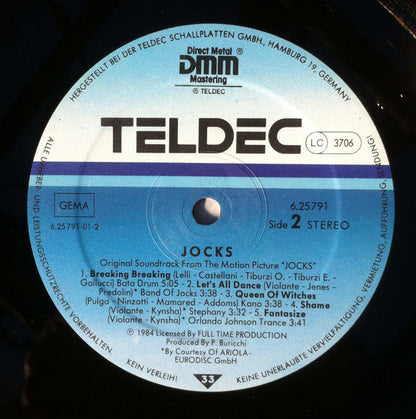 HERGESTELLT BEI DER TELDEC SCHALLPLATTEN GMBH., HAMBURG 19, GERMANY
Direct Metal ®
DMM
Mastering
℗ TELDEC
TELDEC
LC 3706
GEMA
6.25791-01-2
6.25791
Side 2 STEREO
JOCKS
Original Soundtrack From The Motion Picture "JOCKS"
1. Breaking Breaking (Lelli - Castellani - Tiburzi O. - Tiburzi E. -
Gallucci) Bata Drum 5:05 - 2. Let's All Dance (Violante - Jenes -
Predolin)* Band Of Jocks 3:38 - 3. Queen Of Witches
(Pulga - Ninzatti - Mamared - Addoms) Kano 3:38 - 4. Shame
(Violante - Kynsha)* Stephany 3:32 - 5. Fantasize
(Violante - Kynsha)* Orlando Johnson Trance 3:41
℗ 1984 Licensed By FULL TIME PRODUCTION
Produced By P. Buricchi
*By Courtesy Of ARIOLA-
EURODISC GmbH
33
ALLE URHEBER- UND LEISTUNGSSCHUTZRECHTE VORBEHALTEN
KEIN VERLEIH!
KEINE UNERLAUBTE VERVIELFÄLTIGUNG, VERMIETUNG, AUFFÜHRUNG, SENDUNG!